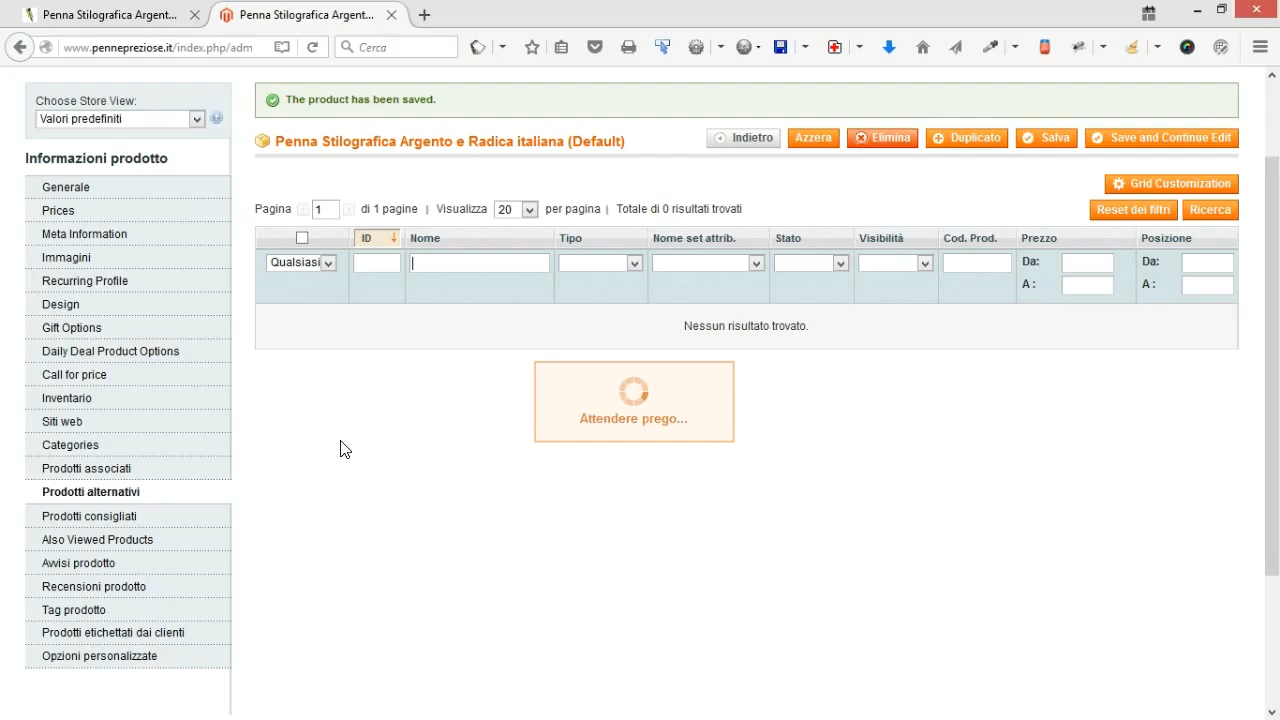 Penna Stilografica Argent... Penna Stilografica Argent...
www.pennepreziose.it/index.php/adm Cerca
Choose Store View:
Valori predefiniti
The product has been saved.
Penna Stilografica Argento e Radica italiana (Default) Indietro Azzera Elimina Duplicato Salva Save and Continue Edit
Informazioni prodotto
Generale
Prices
Meta Information
Immagini
Recurring Profile
Design
Gift Options
Daily Deal Product Options
Call for price
Inventario
Siti web
Categories
Prodotti associati
Prodotti alternativi
Prodotti consigliati
Also Viewed Products
Avvisi prodotto
Recensioni prodotto
Tag prodotto
Prodotti etichettati dai clienti
Opzioni personalizzate
Grid Customization
Pagina 1 di 1 pagine | Visualizza 20 per pagina | Totale di 0 risultati trovati Reset dei filtri Ricerca
ID Nome Tipo Nome set attrib. Stato Visibilità Cod. Prod. Prezzo Posizione
Qualsiasi Da: Da:
A : A :
Nessun risultato trovato.
Attendere prego...